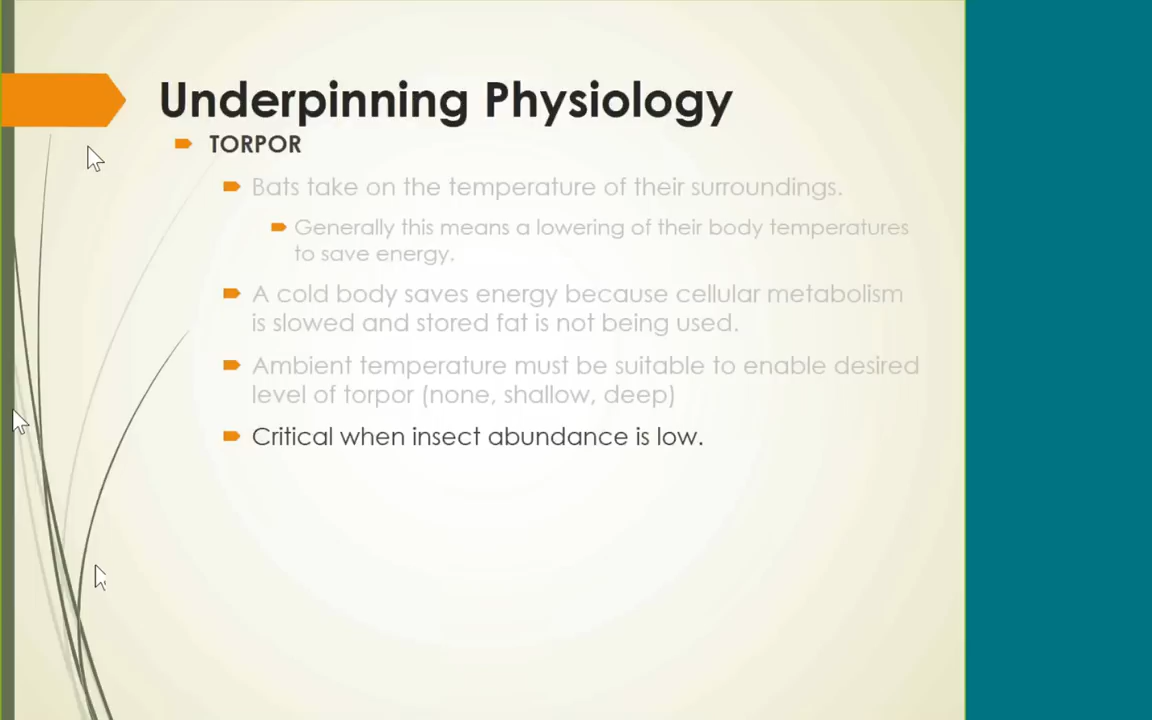 Underpinning Physiology
TORPOR
Bats take on the temperature of their surroundings.
Generally this means a lowering of their body temperatures
to save energy.
A cold body saves energy because cellular metabolism
is slowed and stored fat is not being used.
Ambient temperature must be suitable to enable desired
level of torpor (none, shallow, deep)
Critical when insect abundance is low.